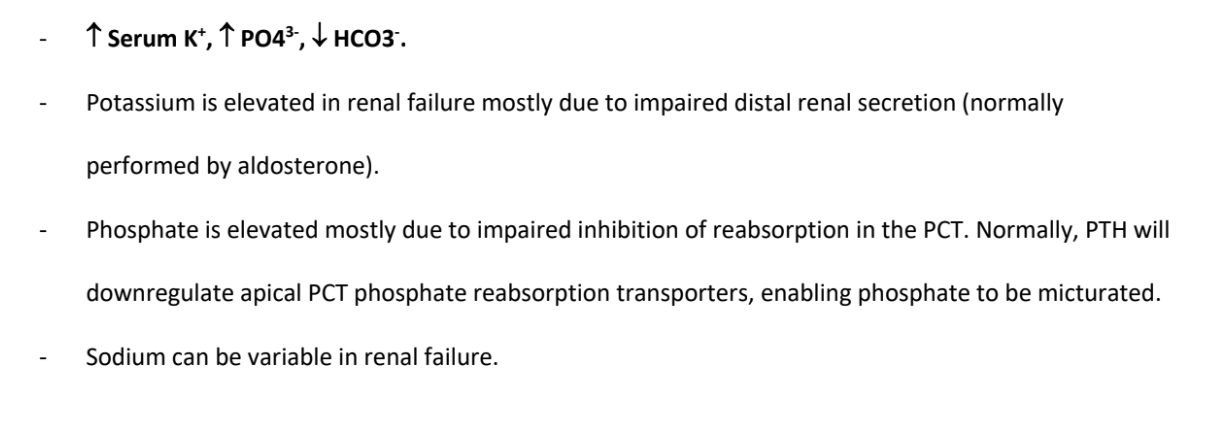 - ↑ Serum K⁺, ↑ PO4³⁻, ↓ HCO3⁻.
- Potassium is elevated in renal failure mostly due to impaired distal renal secretion (normally
performed by aldosterone).
- Phosphate is elevated mostly due to impaired inhibition of reabsorption in the PCT. Normally, PTH will
downregulate apical PCT phosphate reabsorption transporters, enabling phosphate to be micturated.
- Sodium can be variable in renal failure.